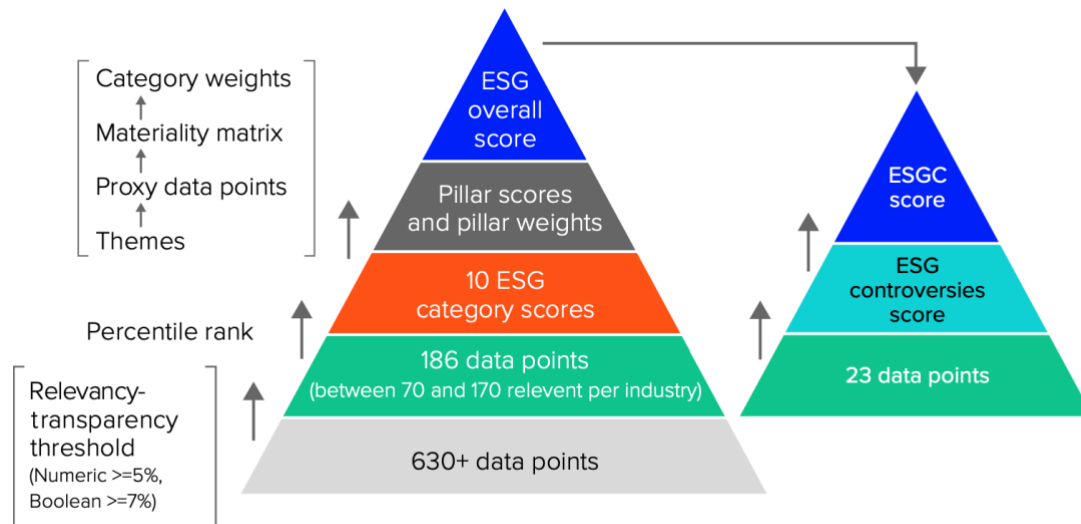 Category weights
Materiality matrix
Proxy data points
Themes
Percentile rank
Relevancy-
transparency
threshold
(Numeric >=5%,
Boolean >=7%)
ESG
overall
score
Pillar scores
and pillar weights
10 ESG
category scores
186 data points
(between 70 and 170 relevent per industry)
630+ data points
ESGC
score
ESG
controversies
score
23 data points